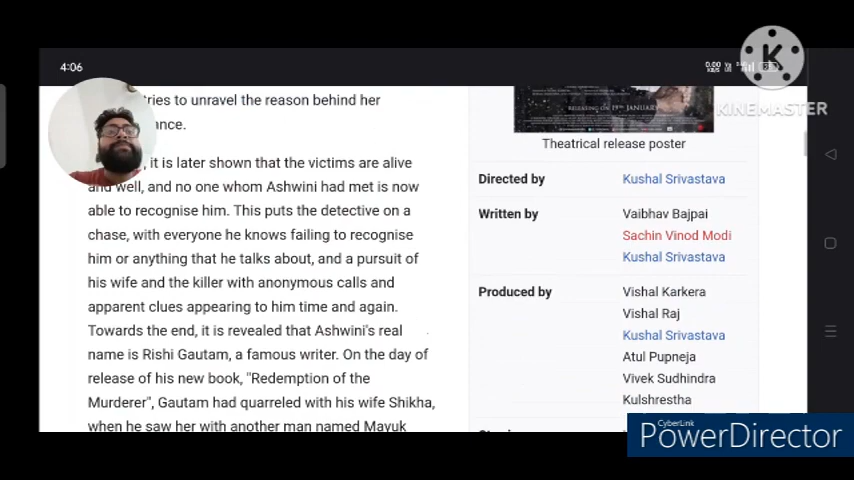 4:06
KINEMASTER
tries to unravel the reason behind her
ance.
it is later shown that the victims are alive
and well, and no one whom Ashwini had met is now
able to recognise him. This puts the detective on a
chase, with everyone he knows failing to recognise
him or anything that he talks about, and a pursuit of
his wife and the killer with anonymous calls and
apparent clues appearing to him time and again.
Towards the end, it is revealed that Ashwini's real
name is Rishi Gautam, a famous writer. On the day of
release of his new book, "Redemption of the
Murderer", Gautam had quarreled with his wife Shikha,
when he saw her with another man named Mayuk
RELEASING ON 19TH JANUARY
Theatrical release poster
Directed by Kushal Srivastava
Written by Vaibhav Bajpai
Sachin Vinod Modi
Kushal Srivastava
Produced by Vishal Karkera
Vishal Raj
Kushal Srivastava
Atul Pupneja
Vivek Sudhindra
Kulshrestha
CyberLink
PowerDirector